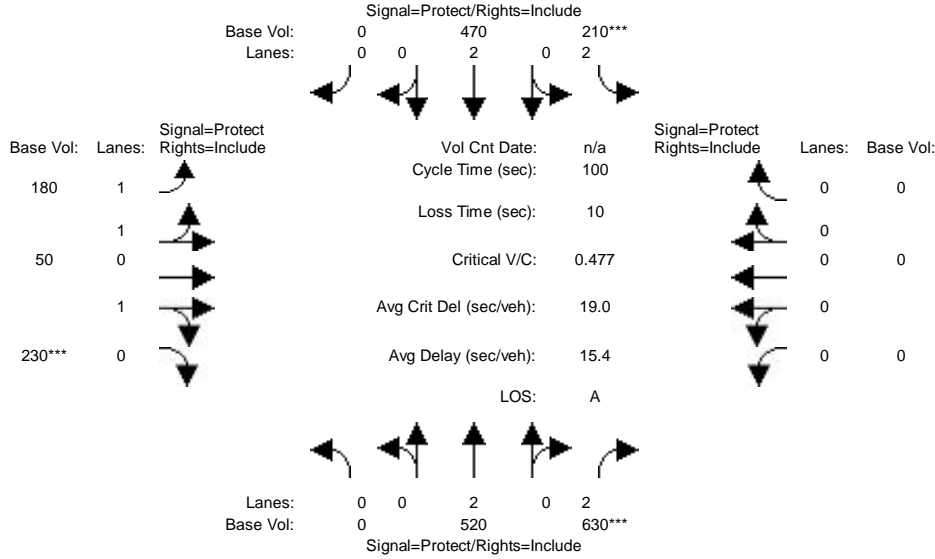 Signal=Protect/Rights=Include
Base Vol: 0 470 210***
Lanes: 0 0 2 0 2
Signal=Protect Signal=Protect
Base Vol: Lanes: Rights=Include Vol Cnt Date: n/a Rights=Include Lanes: Base Vol:
Cycle Time (sec): 100
180 1 0 0
Loss Time (sec): 10
1 0
50 0 Critical V/C: 0.477 0 0
1 Avg Crit Del (sec/veh): 19.0 0
230*** 0 Avg Delay (sec/veh): 15.4 0 0
LOS: A
Lanes: 0 0 2 0 2
Base Vol: 0 520 630***
Signal=Protect/Rights=Include